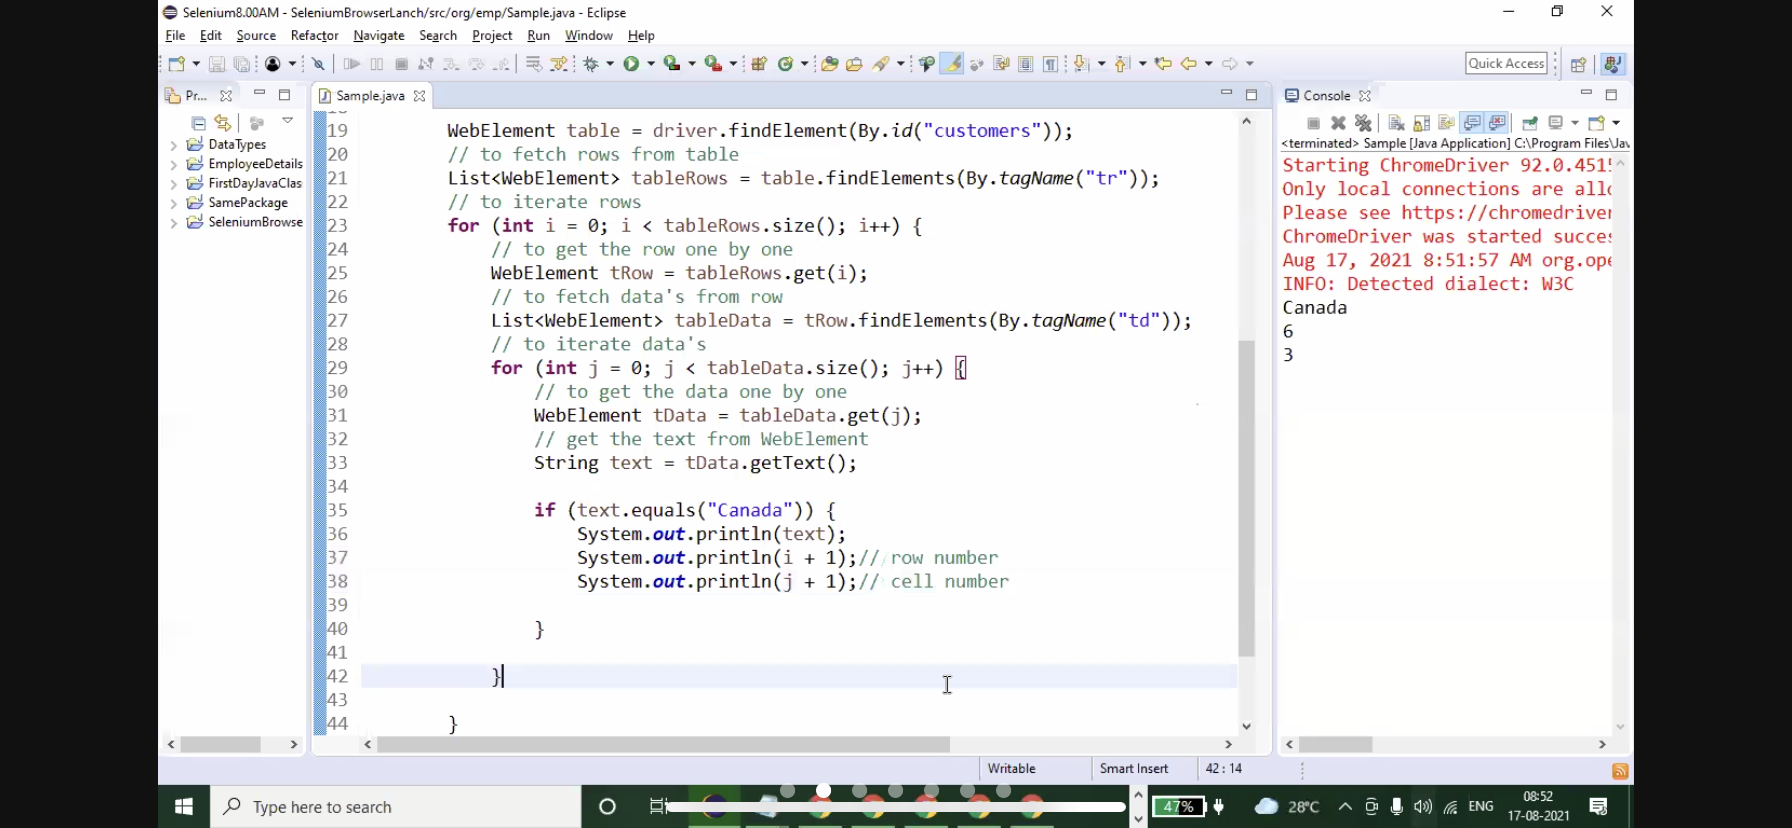 Selenium8.00AM - SeleniumBrowserLanch/src/org/emp/Sample.java - Eclipse
File Edit Source Refactor Navigate Search Project Run Window Help
Quick Access
Pr...
DataTypes
EmployeeDetails
FirstDayJavaClas
SamePackage
SeleniumBrowse
Sample.java
19 WebElement table = driver.findElement(By.id("customers"));
20 // to fetch rows from table
21 List<WebElement> tableRows = table.findElements(By.tagName("tr"));
22 // to iterate rows
23 for (int i = 0; i < tableRows.size(); i++) {
24 // to get the row one by one
25 WebElement tRow = tableRows.get(i);
26 // to fetch data's from row
27 List<WebElement> tableData = tRow.findElements(By.tagName("td"));
28 // to iterate data's
29 for (int j = 0; j < tableData.size(); j++) {
30 // to get the data one by one
31 WebElement tData = tableData.get(j);
32 // get the text from WebElement
33 String text = tData.getText();
34
35 if (text.equals("Canada")) {
36 System.out.println(text);
37 System.out.println(i + 1);// row number
38 System.out.println(j + 1);// cell number
39
40 }
41
42 }
43
44 }
Console
<terminated> Sample [Java Application] C:\Program Files\Jav
Starting ChromeDriver 92.0.4515
Only local connections are allo
Please see https://chromedriver
ChromeDriver was started succes
Aug 17, 2021 8:51:57 AM org.ope
INFO: Detected dialect: W3C
Canada
6
3
Writable Smart Insert 42 : 14
Type here to search
47%
28°C
ENG
08:52
17-08-2021